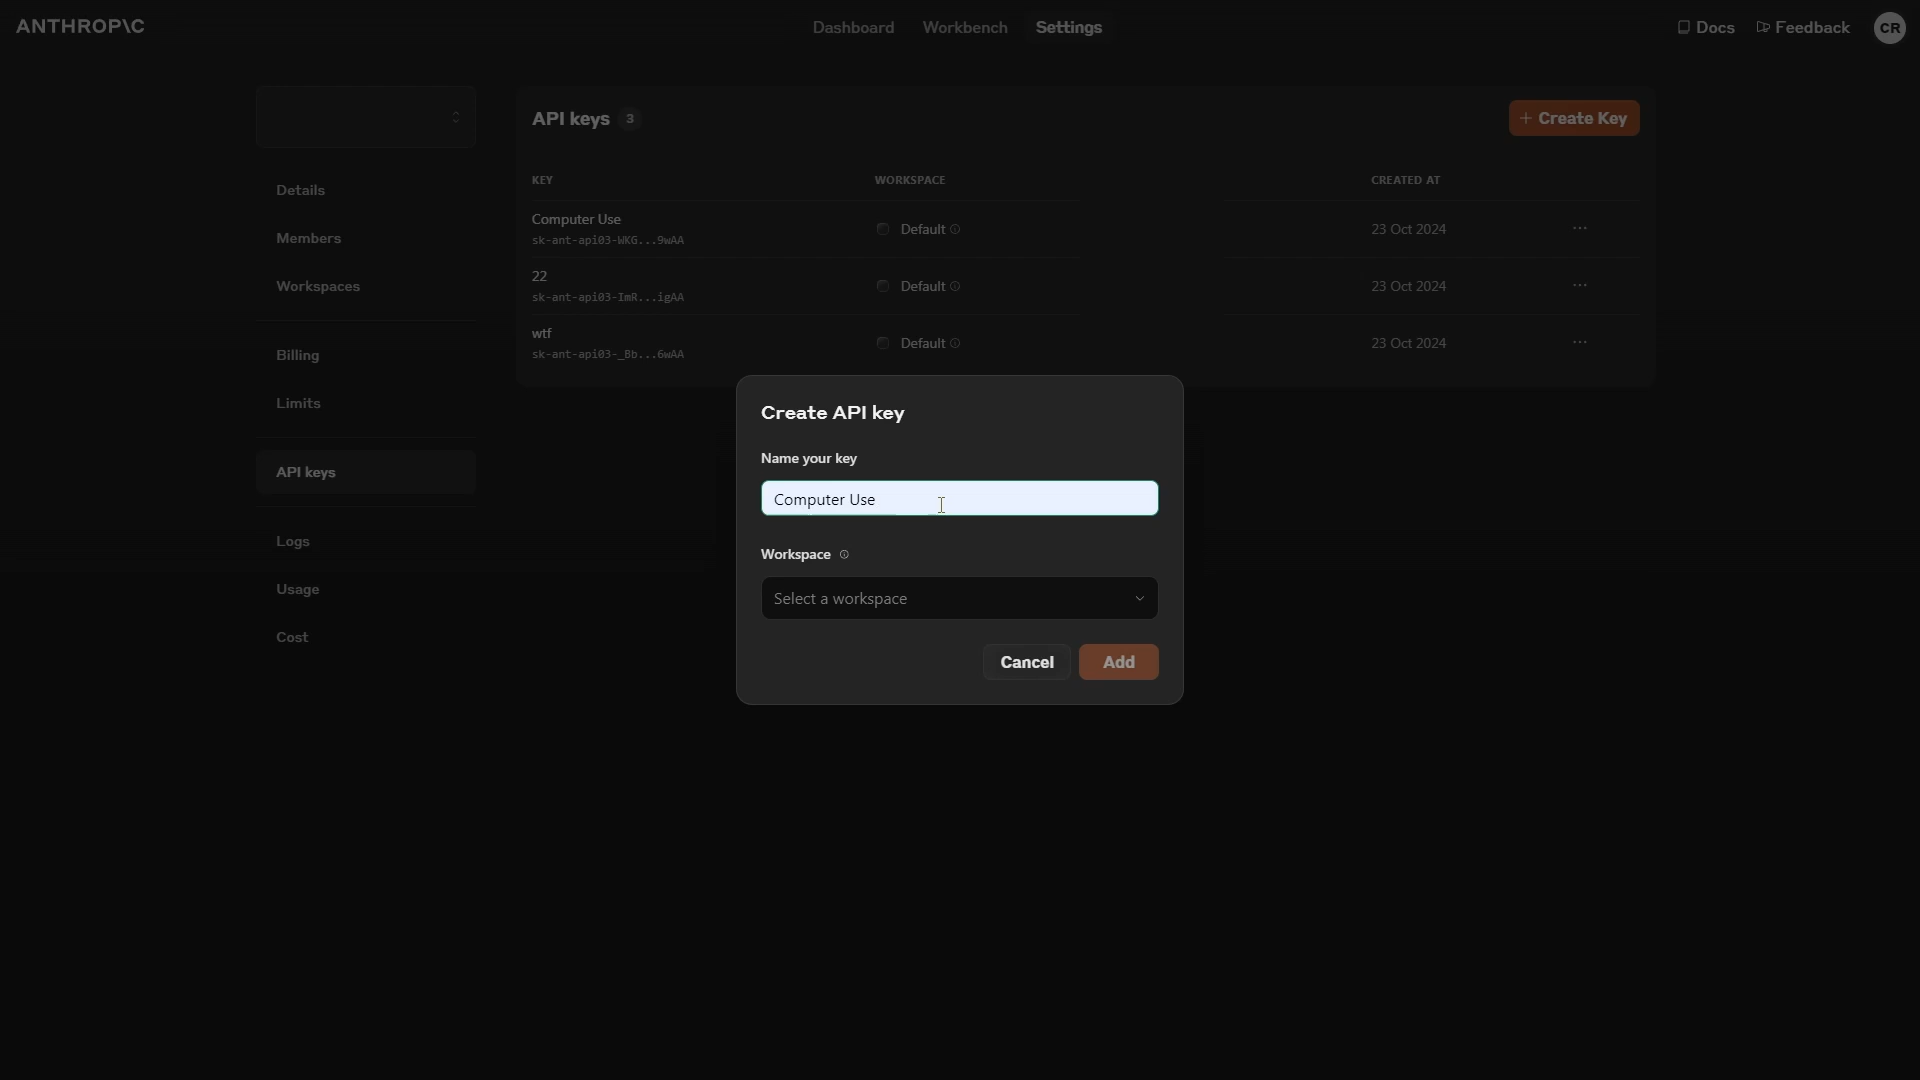 ANTHROP\C
Dashboard
Workbench
Settings
Docs
Feedback
CR
Details
Members
Workspaces
Billing
Limits
API keys
Logs
Usage
Cost
API keys 3
+ Create Key
KEY WORKSPACE CREATED AT
Computer Use
sk-ant-api03-WKG...9wAA
Default
23 Oct 2024
22
sk-ant-api03-ImR...igAA
Default
23 Oct 2024
wtf
sk-ant-api03-_Bb...6wAA
Default
23 Oct 2024
Create API key
Name your key
Computer Use
Workspace
Select a workspace
Cancel
Add